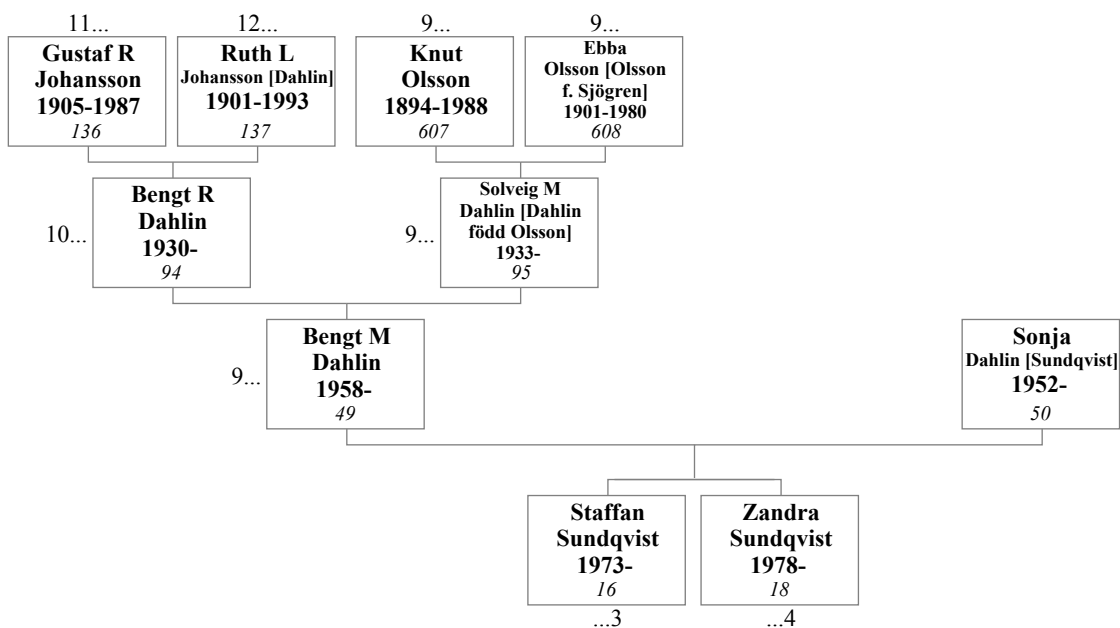 11...
Gustaf R
Johansson
1905-1987
136
12...
Ruth L
Johansson [Dahlin]
1901-1993
137
9...
Knut
Olsson
1894-1988
607
9...
Ebba
Olsson [Olsson
f. Sjögren]
1901-1980
608
10...
Bengt R
Dahlin
1930-
94
9...
Solveig M
Dahlin [Dahlin
född Olsson]
1933-
95
9...
Bengt M
Dahlin
1958-
49
Sonja
Dahlin [Sundqvist]
1952-
50
Staffan
Sundqvist
1973-
16
...3
Zandra
Sundqvist
1978-
18
...4